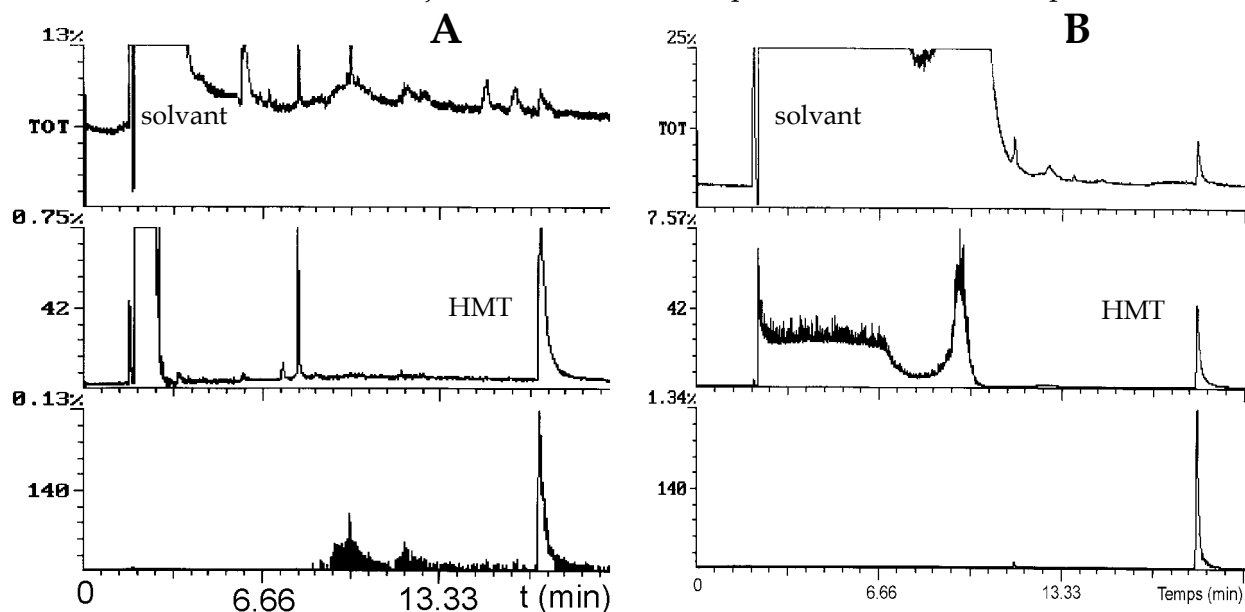 A
13%
TOT
solvant
0.75%
42
HMT
0.13%
140
0
6.66
13.33
t (min)
B
25%
TOT
solvant
7.57%
42
HMT
1.34%
140
0
6.66
13.33
Temps (min)